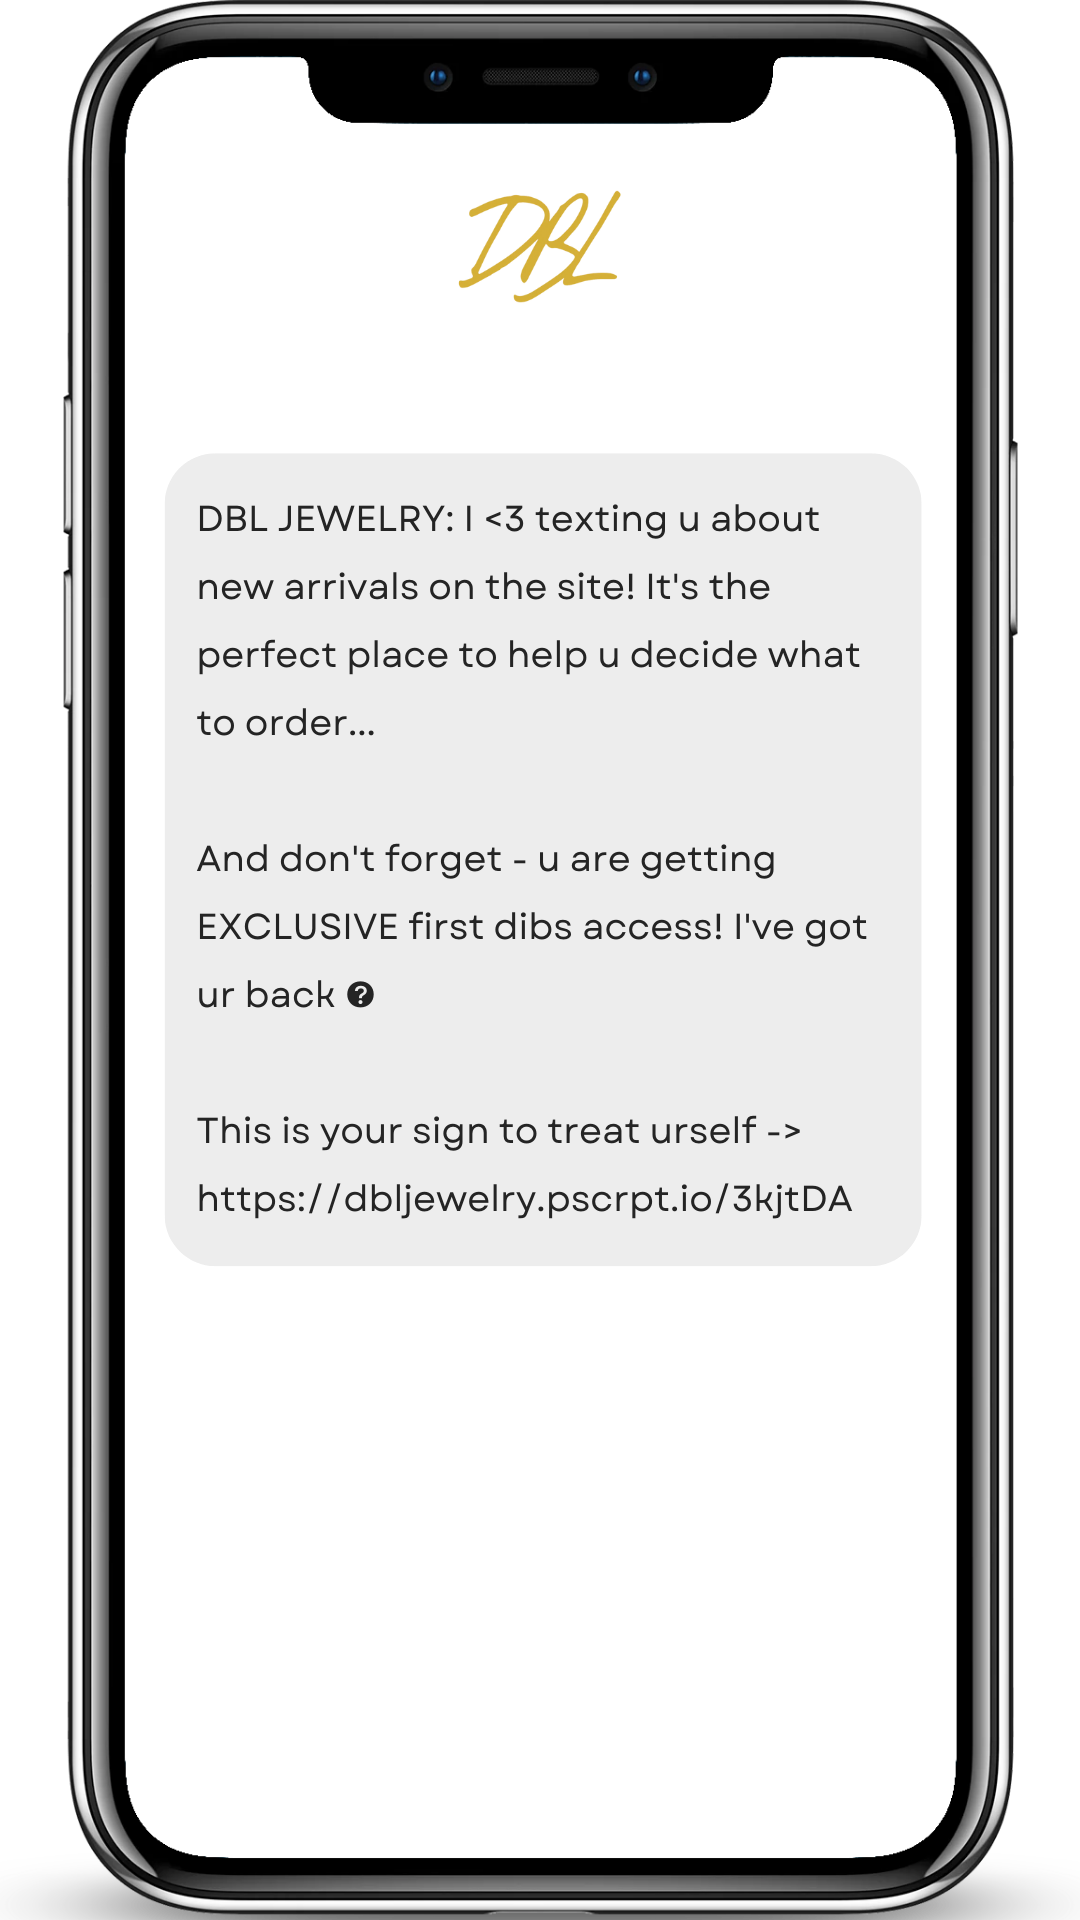 DBL
DBL JEWELRY: I <3 texting u about
new arrivals on the site! It's the
perfect place to help u decide what
to order...
And don't forget - u are getting
EXCLUSIVE first dibs access! I've got
ur back ?
This is your sign to treat urself ->
https://dbljewelry.pscrpt.io/3kjtDA